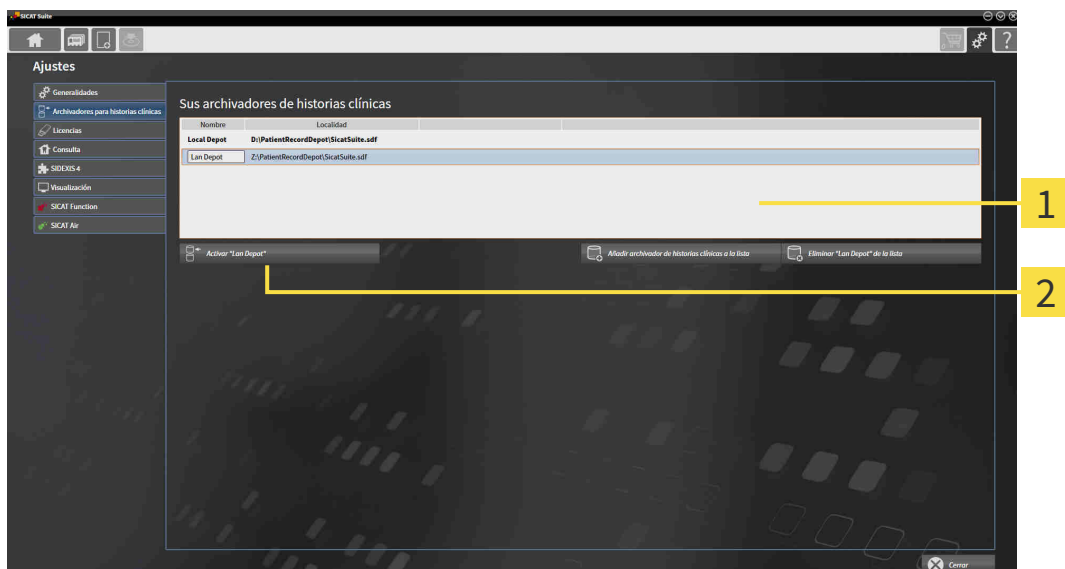 SICAT Suite
?
Ajustes
Generalidades
Archivadores para historias clínicas
Licencias
Consulta
SIDEXIS 4
Visualización
SICAT Function
SICAT Air
Sus archivadores de historias clínicas
Nombre Localidad
Local Depot D:\PatientRecordDepot\SicatSuite.sdf
Lan Depot Z:\PatientRecordDepot\SicatSuite.sdf
Activar "Lan Depot" Añadir archivador de historias clínicas a la lista Eliminar "Lan Depot" de la lista
1
2
Cerrar